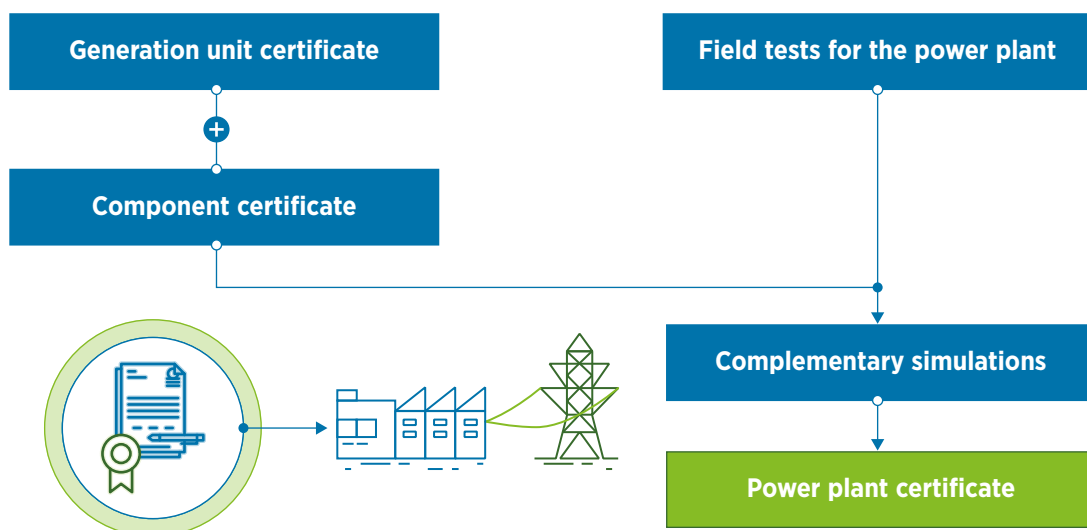 Generation unit certificate
Field tests for the power plant
+
Component certificate
Complementary simulations
Power plant certificate